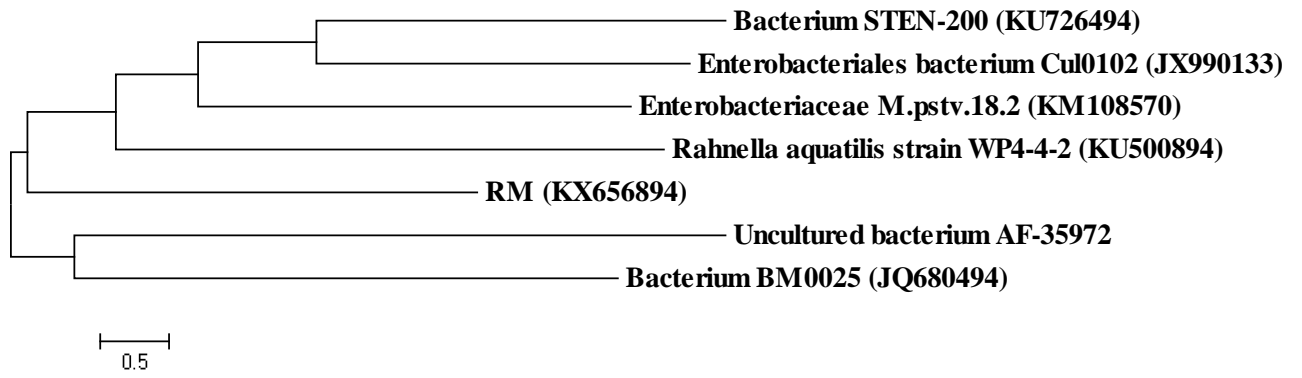 Bacterium STEN-200 (KU726494)
Enterobacteriales bacterium Cul0102 (JX990133)
Enterobacteriaceae M.pstv.18.2 (KM108570)
Rahnella aquatilis strain WP4-4-2 (KU500894)
RM (KX656894)
Uncultured bacterium AF-35972
Bacterium BM0025 (JQ680494)
0.5